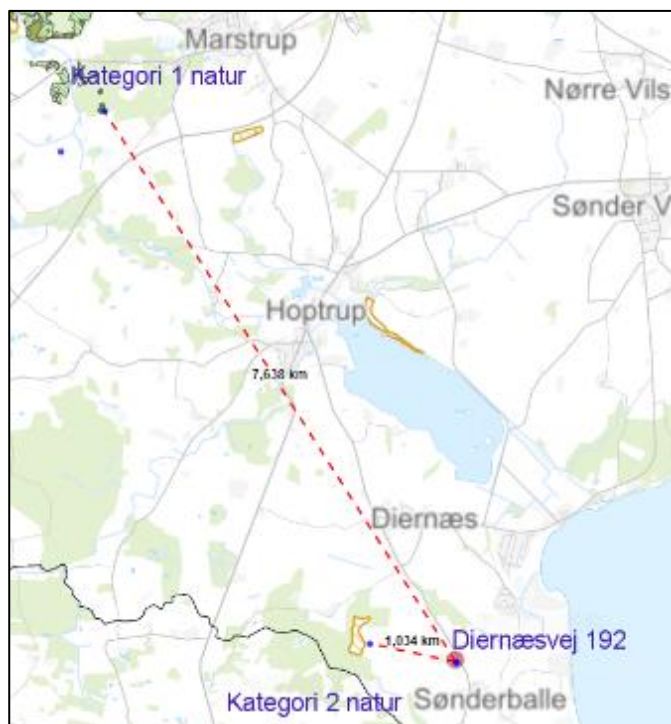 Marstrup
Kategori 1 natur
Nørre Vils
Sønder V
Hoptrup
7,638 km
Diernæs
1,034 km
Diernæsvej 192
Kategori 2 natur
Sønderballe